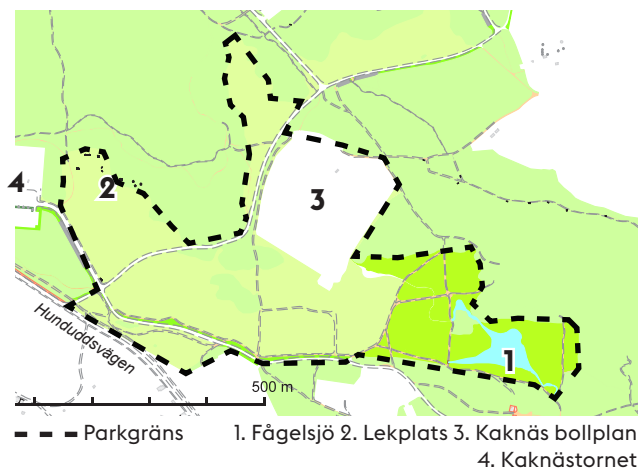 4
2
3
Hunduddsvägen
1
500 m
Parkgräns
1. Fågelsjö 2. Lekplats 3. Kaknäs bollplan
4. Kaknästornet